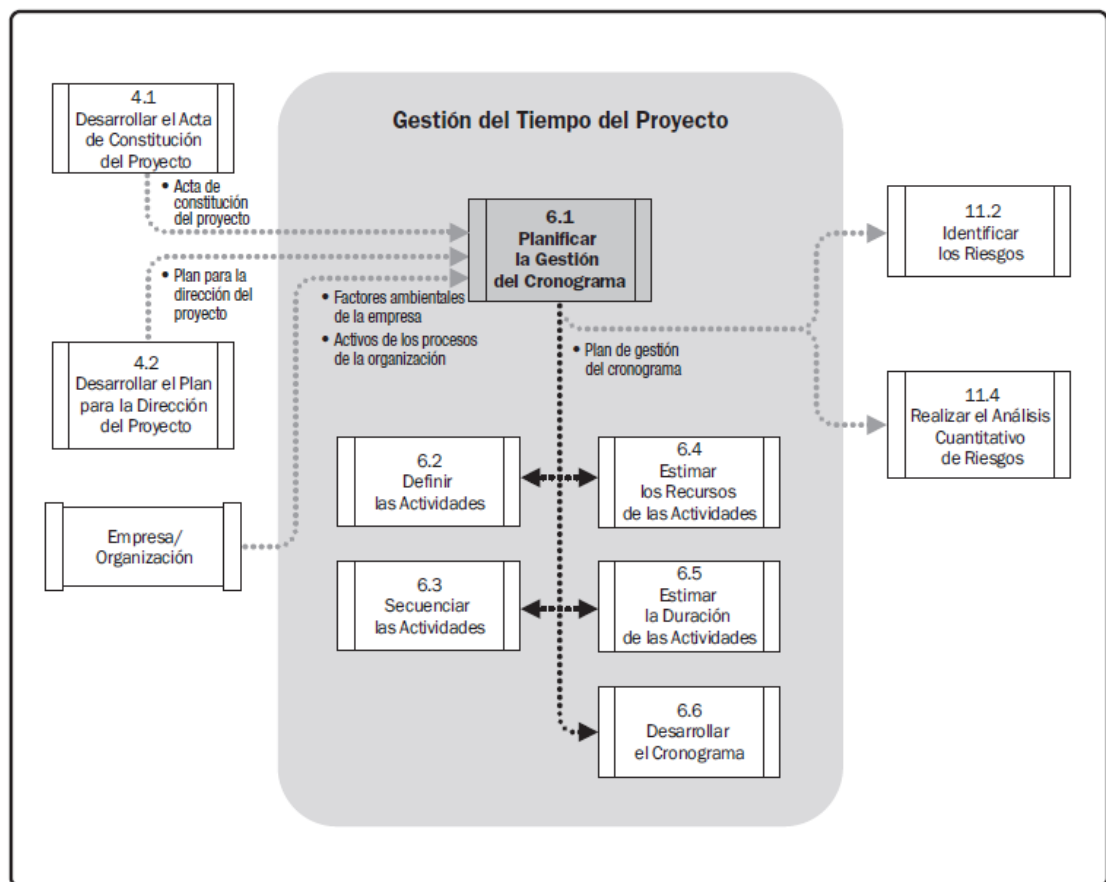 Gestión del Tiempo del Proyecto
4.1
Desarrollar el Acta
de Constitución
del Proyecto
• Acta de
constitución
del proyecto
6.1
Planificar
la Gestión
del Cronograma
11.2
Identificar
los Riesgos
• Plan para la
dirección del
proyecto
• Factores ambientales
de la empresa
• Activos de los procesos
de la organización
• Plan de gestión
del cronograma
4.2
Desarrollar el Plan
para la Dirección
del Proyecto
11.4
Realizar el Análisis
Cuantitativo
de Riesgos
6.2
Definir
las Actividades
6.4
Estimar
los Recursos
de las Actividades
Empresa/
Organización
6.3
Secuenciar
las Actividades
6.5
Estimar
la Duración
de las Actividades
6.6
Desarrollar
el Cronograma